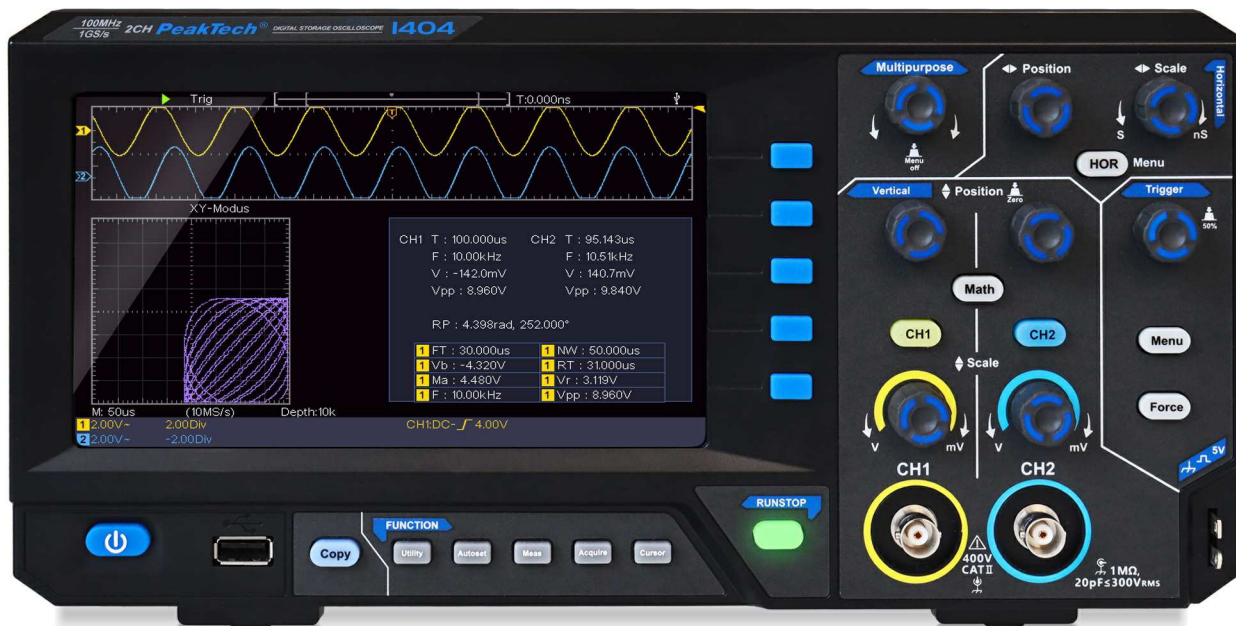 100MHz
1GS/s 2CH PeakTech® DIGITAL STORAGE OSCILLOSCOPE 1404
Trig T:0.000ns
T
1
2
XY-Modus
CH1 T : 100.000us CH2 T : 95.143us
F : 10.00kHz F : 10.51kHz
V : -142.0mV V : 140.7mV
Vpp : 8.960V Vpp : 9.840V
RP : 4.398rad, 252.000°
1 FT : 30.000us 1 NW : 50.000us
1 Vb : -4.320V 1 RT : 31.000us
1 Ma : 4.480V 1 Vr : 3.119V
1 F : 10.00kHz 1 Vpp : 8.960V
M: 50us (10MS/s) Depth:10k
1 2.00V~ 2.00Div CH1:DC- 4.00V
2 2.00V~ -2.00Div
Multipurpose
Menu
off
Position
Scale
Horizontal
S nS
HOR Menu
Vertical
Position
Zero
Trigger
50%
Math
CH1 CH2
Menu
Scale
Force
V mV V mV
5V
CH1 CH2
400V
CAT II
1MΩ,
20pF≤300VRMS
RUNSTOP
FUNCTION
Copy Utility Autoset Meas Acquire Cursor